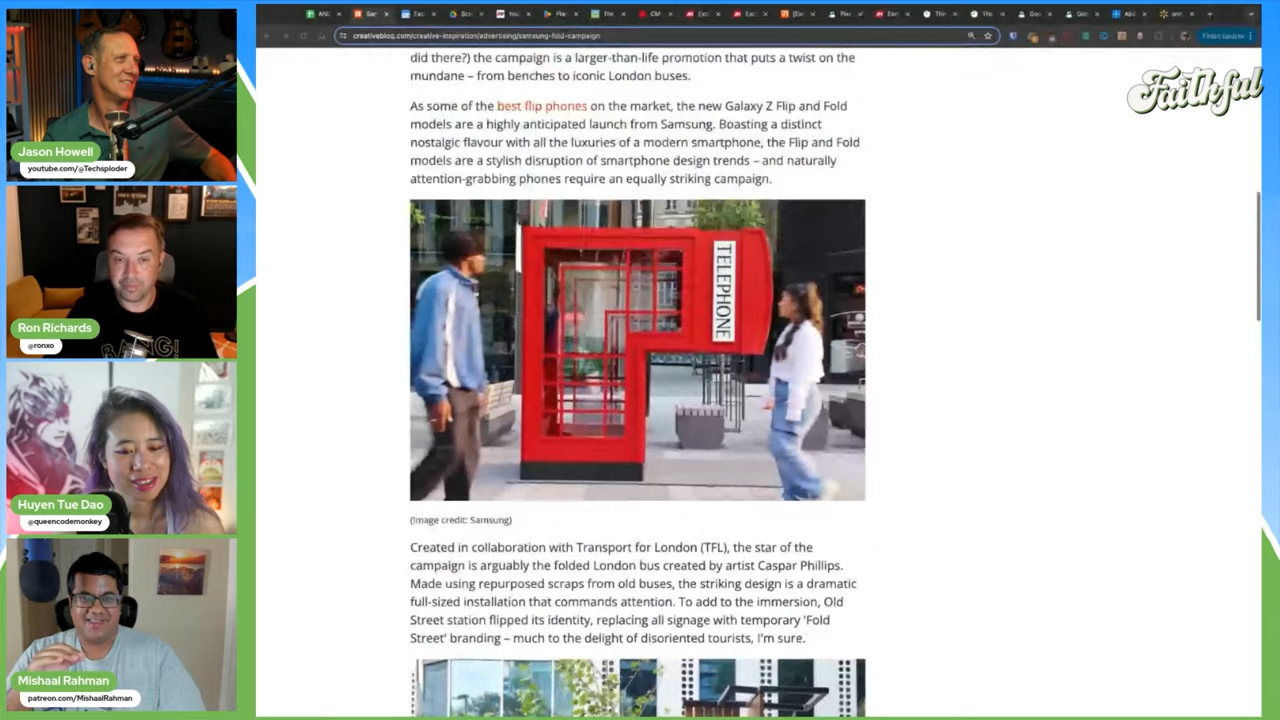 Jason Howell
youtube.com/@Techsploder
Ron Richards
@ronxo
BANG!
Huyen Tue Dao
@queencodemonkey
Mishaal Rahman
patreon.com/MishaalRahman
creativebloq.com/creative-inspiration/advertising/samsung-fold-campaign
Faithful
did there?) the campaign is a larger-than-life promotion that puts a twist on the
mundane – from benches to iconic London buses.
As some of the best flip phones on the market, the new Galaxy Z Flip and Fold
models are a highly anticipated launch from Samsung. Boasting a distinct
nostalgic flavour with all the luxuries of a modern smartphone, the Flip and Fold
models are a stylish disruption of smartphone design trends – and naturally
attention-grabbing phones require an equally striking campaign.
TELEPHONE
(Image credit: Samsung)
Created in collaboration with Transport for London (TFL), the star of the
campaign is arguably the folded London bus created by artist Caspar Phillips.
Made using repurposed scraps from old buses, the striking design is a dramatic
full-sized installation that commands attention. To add to the immersion, Old
Street station flipped its identity, replacing all signage with temporary 'Fold
Street' branding – much to the delight of disoriented tourists, I'm sure.